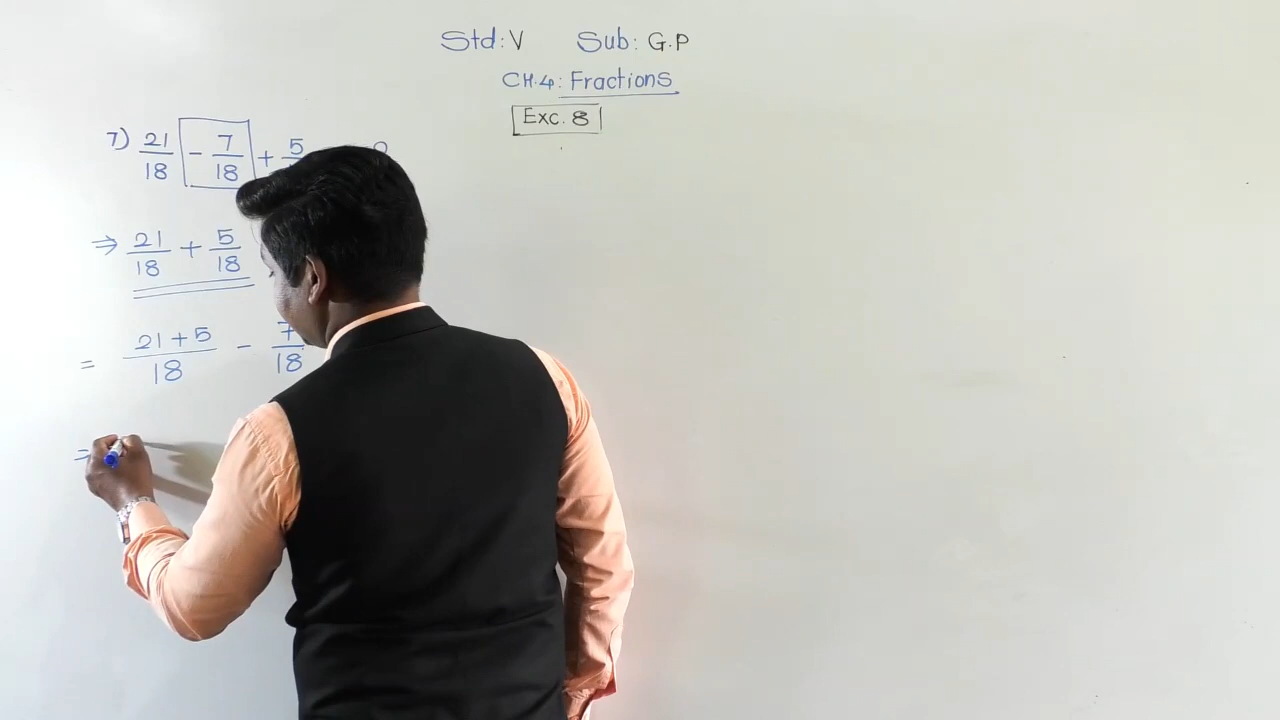 Std: V Sub: G.P
CH.4: Fractions
Exc. 8
7) 21/18 - 7/18 + 5
⇒ 21/18 + 5/18
= 21+5/18 - 7/18
=